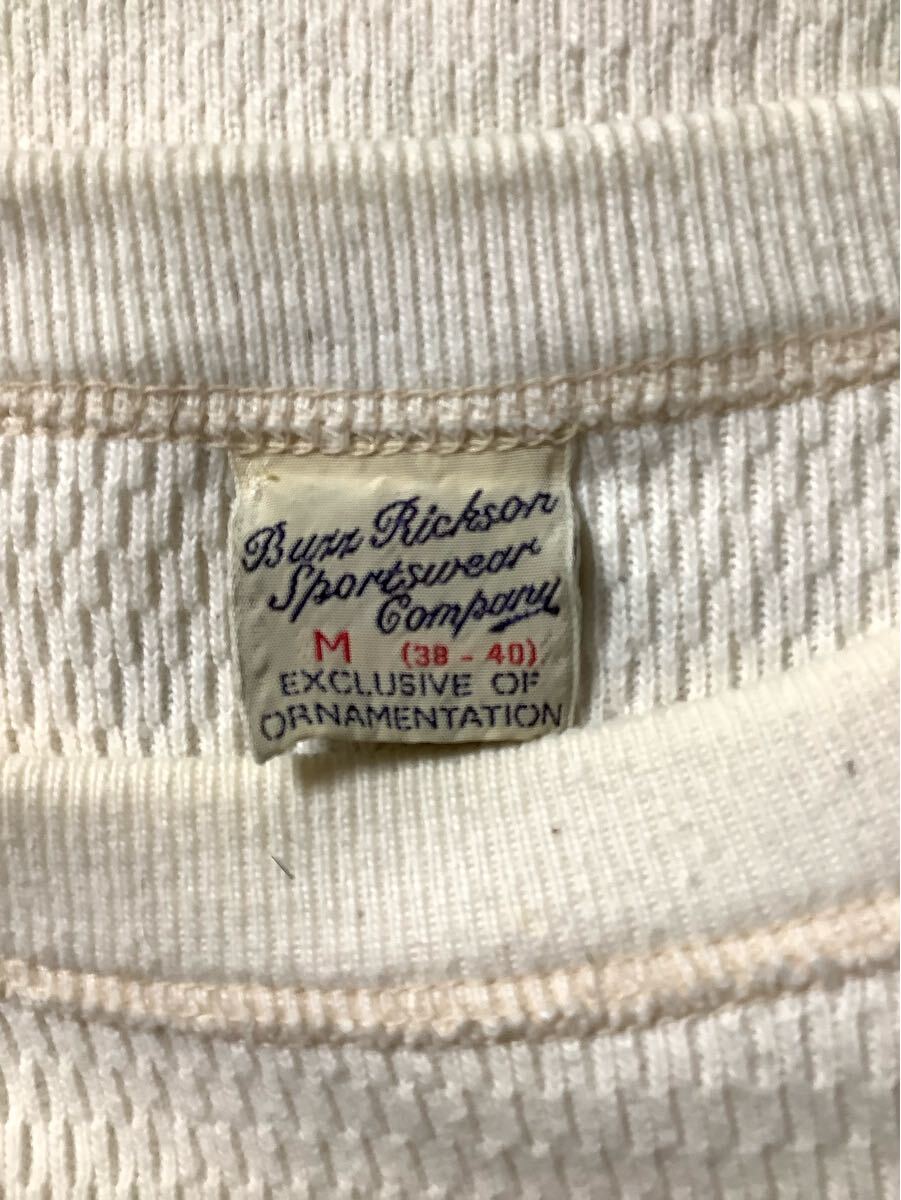 Buzz Rickson
Sportswear
Company
M (38 - 40)
EXCLUSIVE OF
ORNAMENTATION